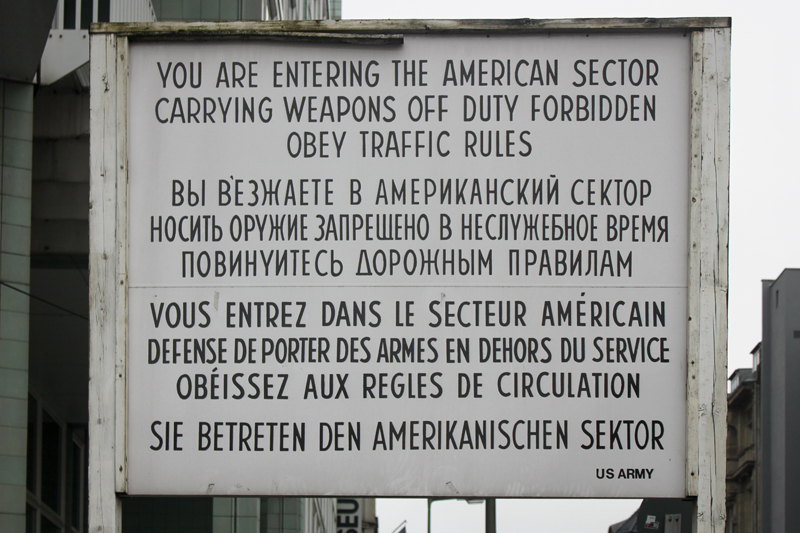 YOU ARE ENTERING THE AMERICAN SECTOR
CARRYING WEAPONS OFF DUTY FORBIDDEN
OBEY TRAFFIC RULES
ВЫ В'ЕЗЖАЕТЕ В АМЕРИКАНСКИЙ СЕКТОР
НОСИТЬ ОРУЖИЕ ЗАПРЕЩЕНО В НЕСЛУЖЕБНОЕ ВРЕМЯ
ПОВИНУИТЕСЬ ДОРОЖНЫМ ПРАВИЛАМ
VOUS ENTREZ DANS LE SECTEUR AMÉRICAIN
DEFENSE DE PORTER DES ARMES EN DEHORS DU SERVICE
OBÉISSEZ AUX REGLES DE CIRCULATION
SIE BETRETEN DEN AMERIKANISCHEN SEKTOR
US ARMY